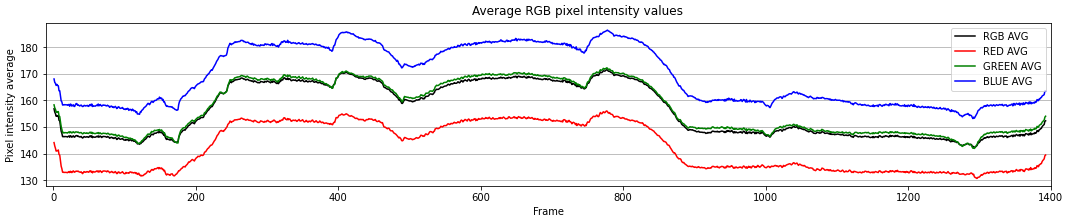 Average RGB pixel intensity values
Pixel intensity average
180
170
160
150
140
130
RGB AVG
RED AVG
GREEN AVG
BLUE AVG
0
200
400
600
800
1000
1200
1400
Frame